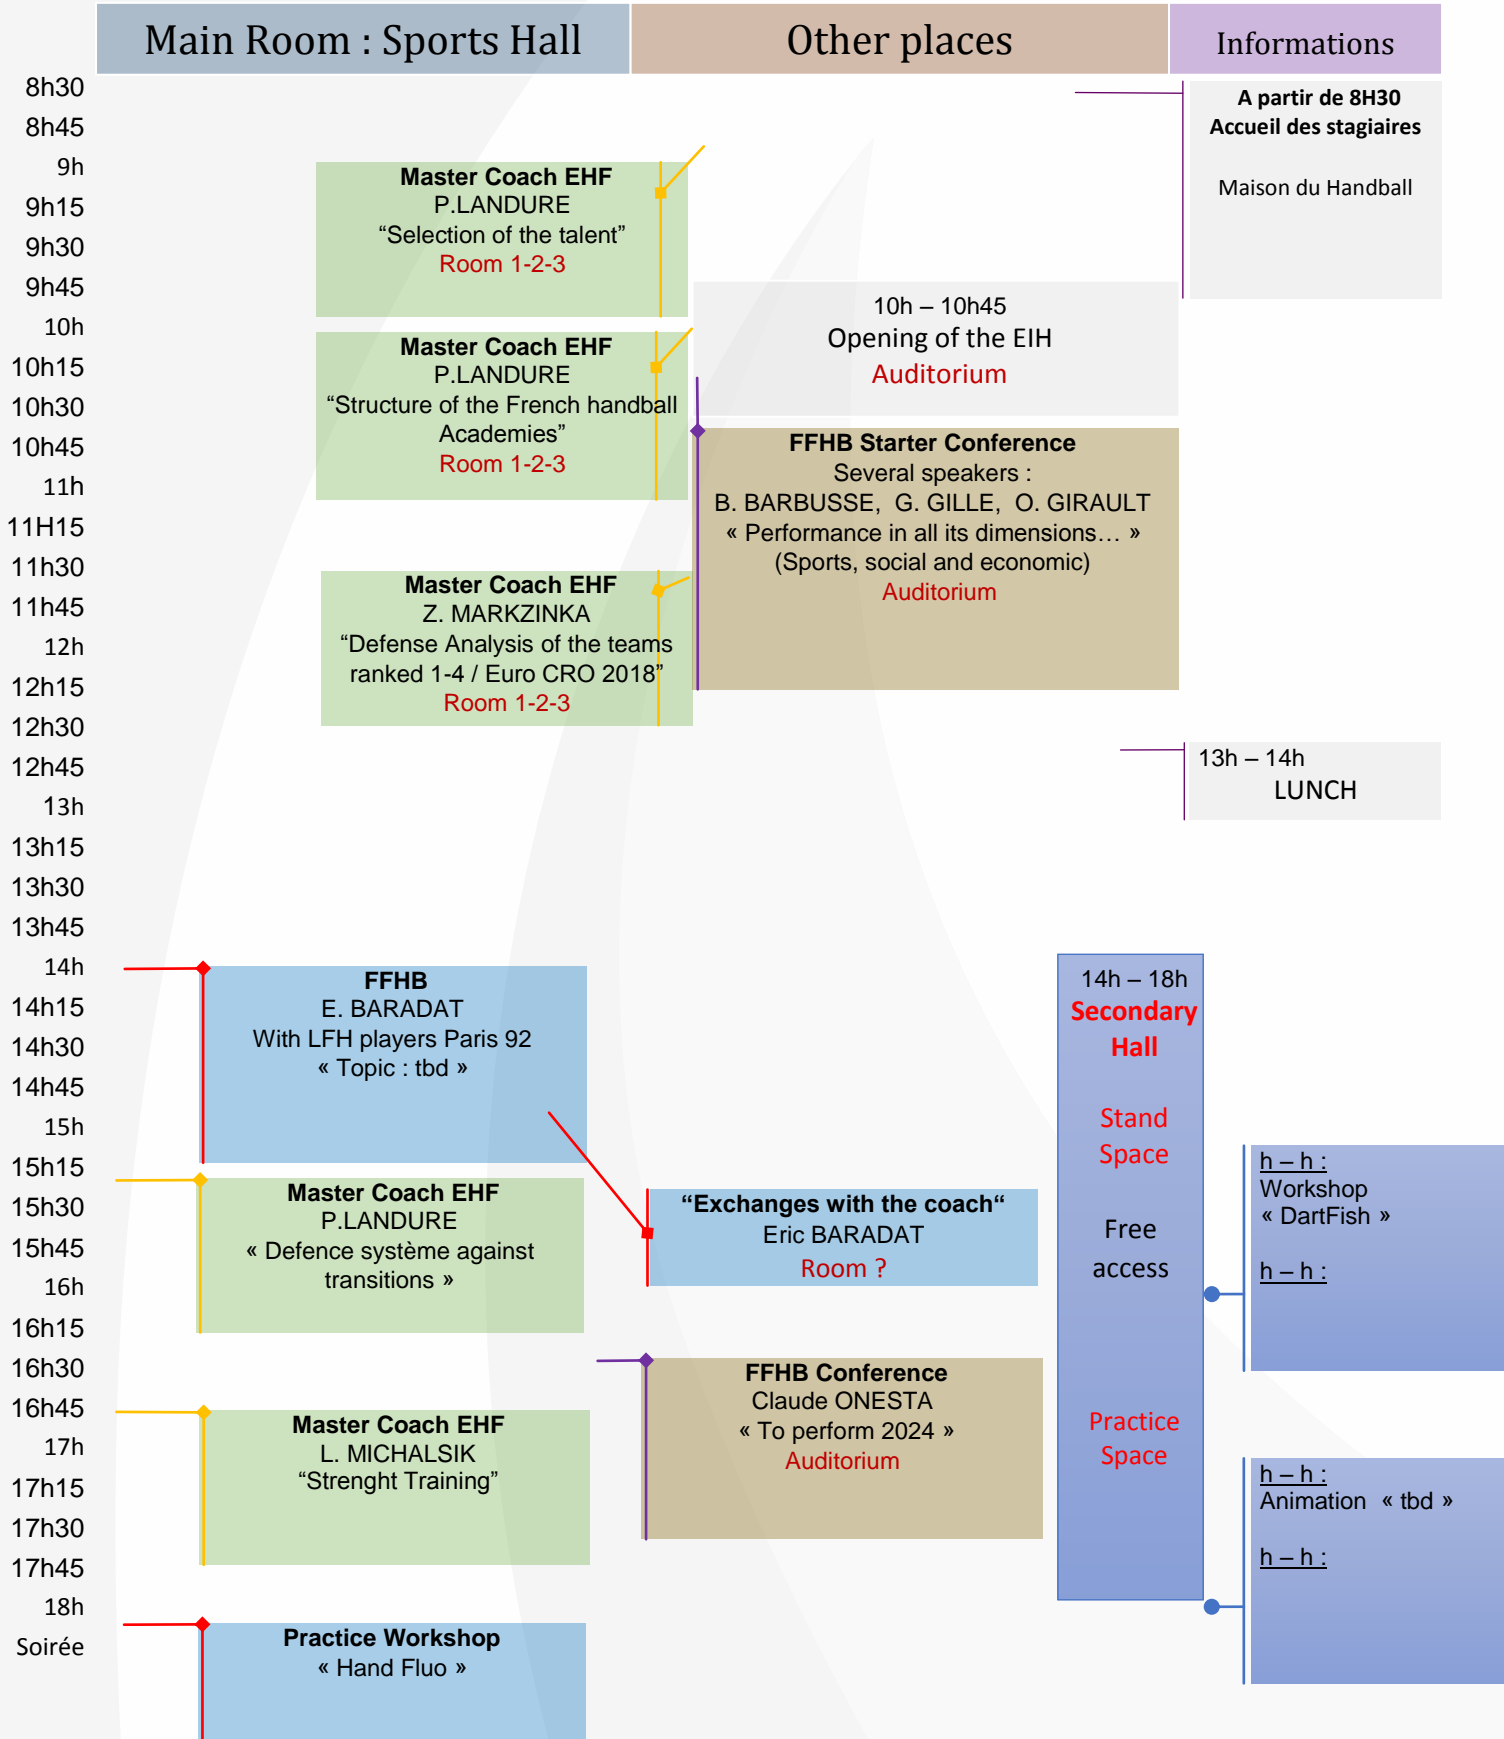 Main Room : Sports Hall
Other places
Informations
8h30
8h45
9h
9h15
9h30
9h45
10h
10h15
10h30
10h45
11h
11H15
11h30
11h45
12h
12h15
12h30
12h45
13h
13h15
13h30
13h45
14h
14h15
14h30
14h45
15h
15h15
15h30
15h45
16h
16h15
16h30
16h45
17h
17h15
17h30
17h45
18h
Soirée
Master Coach EHF
P.LANDURE
“Selection of the talent”
Room 1-2-3
Master Coach EHF
P.LANDURE
“Structure of the French handball
Academies”
Room 1-2-3
Master Coach EHF
Z. MARKZINKA
“Defense Analysis of the teams
ranked 1-4 / Euro CRO 2018”
Room 1-2-3
FFHB
E. BARADAT
With LFH players Paris 92
« Topic : tbd »
Master Coach EHF
P.LANDURE
« Defence système against
transitions »
Master Coach EHF
L. MICHALSIK
“Strenght Training”
Practice Workshop
« Hand Fluo »
10h – 10h45
Opening of the EIH
Auditorium
FFHB Starter Conference
Several speakers :
B. BARBUSSE, G. GILLE, O. GIRAULT
« Performance in all its dimensions… »
(Sports, social and economic)
Auditorium
“Exchanges with the coach“
Eric BARADAT
Room ?
FFHB Conference
Claude ONESTA
« To perform 2024 »
Auditorium
A partir de 8H30
Accueil des stagiaires
Maison du Handball
13h – 14h
LUNCH
14h – 18h
Secondary
Hall
Stand
Space
Free
access
Practice
Space
h – h :
Workshop
« DartFish »
h – h :
h – h :
Animation « tbd »
h – h :